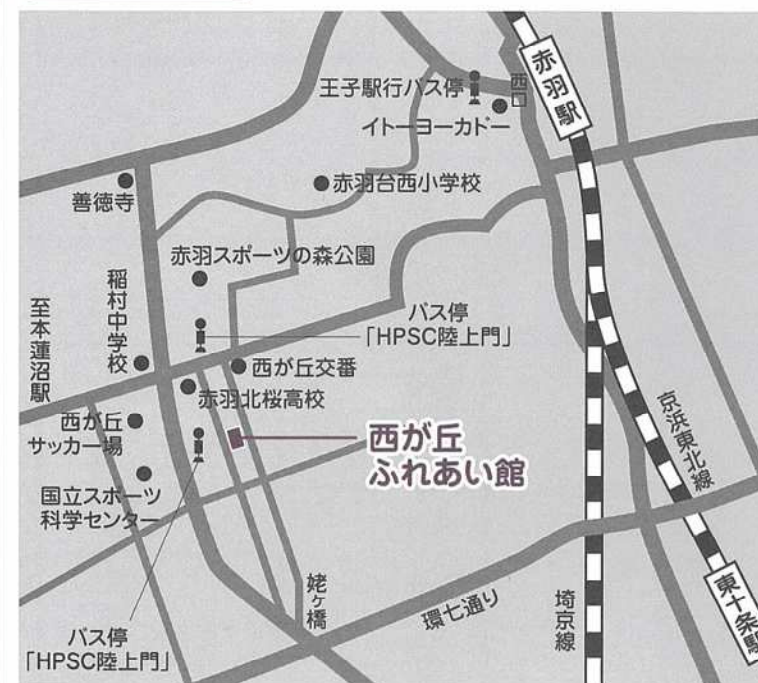 赤羽駅
西口
王子駅行バス停
イトーヨーカドー
赤羽台西小学校
善徳寺
赤羽スポーツの森公園
稲村中学校
至本蓮沼駅
バス停
「HPSC陸上門」
西が丘交番
赤羽北桜高校
西が丘
サッカー場
西が丘
ふれあい館
国立スポーツ
科学センター
京浜東北線
姥ヶ橋
環七通り
埼京線
東十条駅
バス停
「HPSC陸上門」